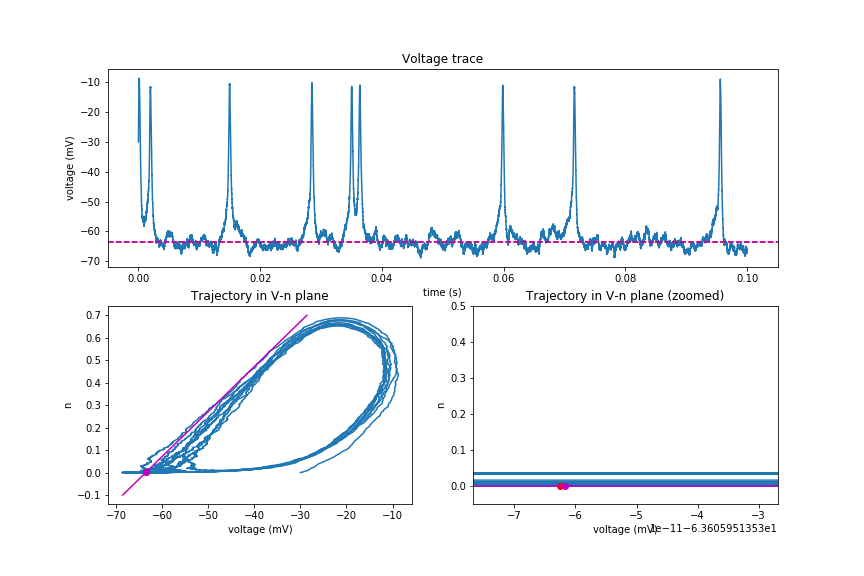 Voltage trace
−10
−20
−30
−40
−50
−60
−70
voltage (mV)
0.00 0.02 0.04 0.06 0.08 0.10
time (s)
Trajectory in V-n plane
0.7
0.6
0.5
0.4
0.3
0.2
0.1
0.0
−0.1
n
−70 −60 −50 −40 −30 −20 −10
voltage (mV)
Trajectory in V-n plane (zoomed)
0.5
0.4
0.3
0.2
0.1
0.0
n
−7 −6 −5 −4 −3
voltage (mV)
1e−11−6.3605951353e1